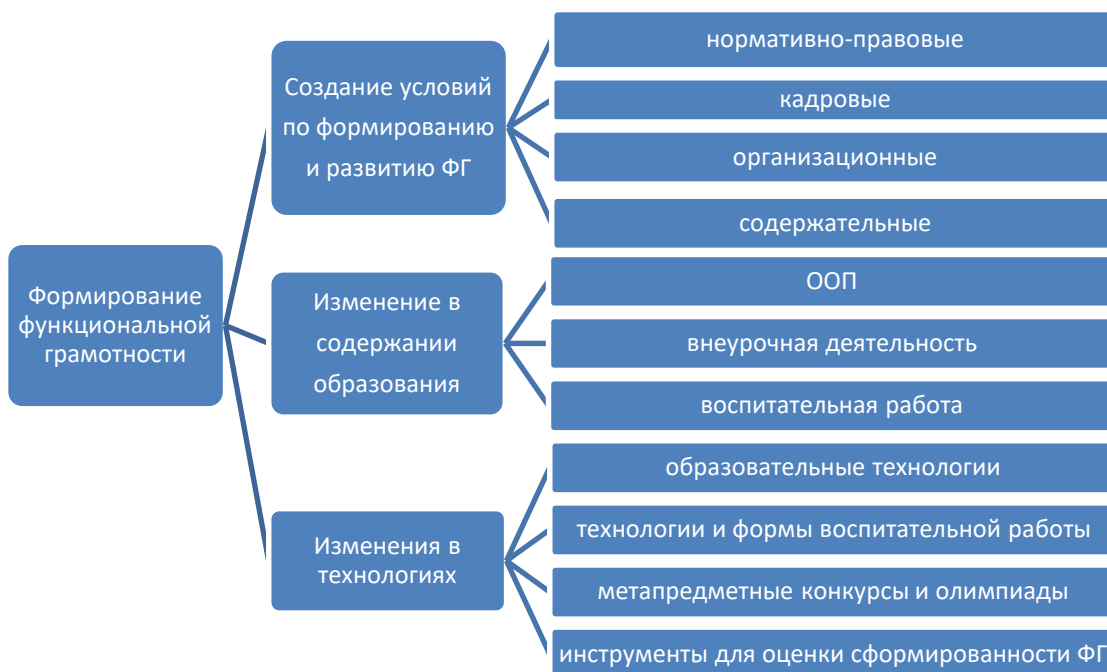 Формирование
функциональной
грамотности
Создание условий
по формированию
и развитию ФГ
нормативно-правовые
кадровые
организационные
содержательные
Изменение в
содержании
образования
ООП
внеурочная деятельность
воспитательная работа
Изменения в
технологиях
образовательные технологии
технологии и формы воспитательной работы
метапредметные конкурсы и олимпиады
инструменты для оценки сформированности ФГ